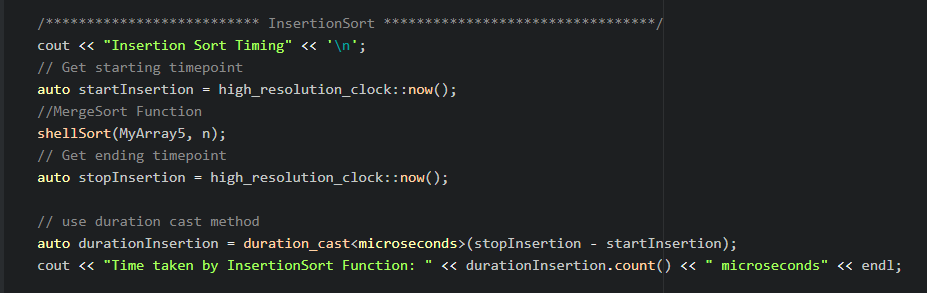 /************************** InsertionSort *********************************/
cout << "Insertion Sort Timing" << '\n';
// Get starting timepoint
auto startInsertion = high_resolution_clock::now();
//MergeSort Function
shellSort(MyArray5, n);
// Get ending timepoint
auto stopInsertion = high_resolution_clock::now();
// use duration cast method
auto durationInsertion = duration_cast<microseconds>(stopInsertion - startInsertion);
cout << "Time taken by InsertionSort Function: " << durationInsertion.count() << " microseconds" << endl;